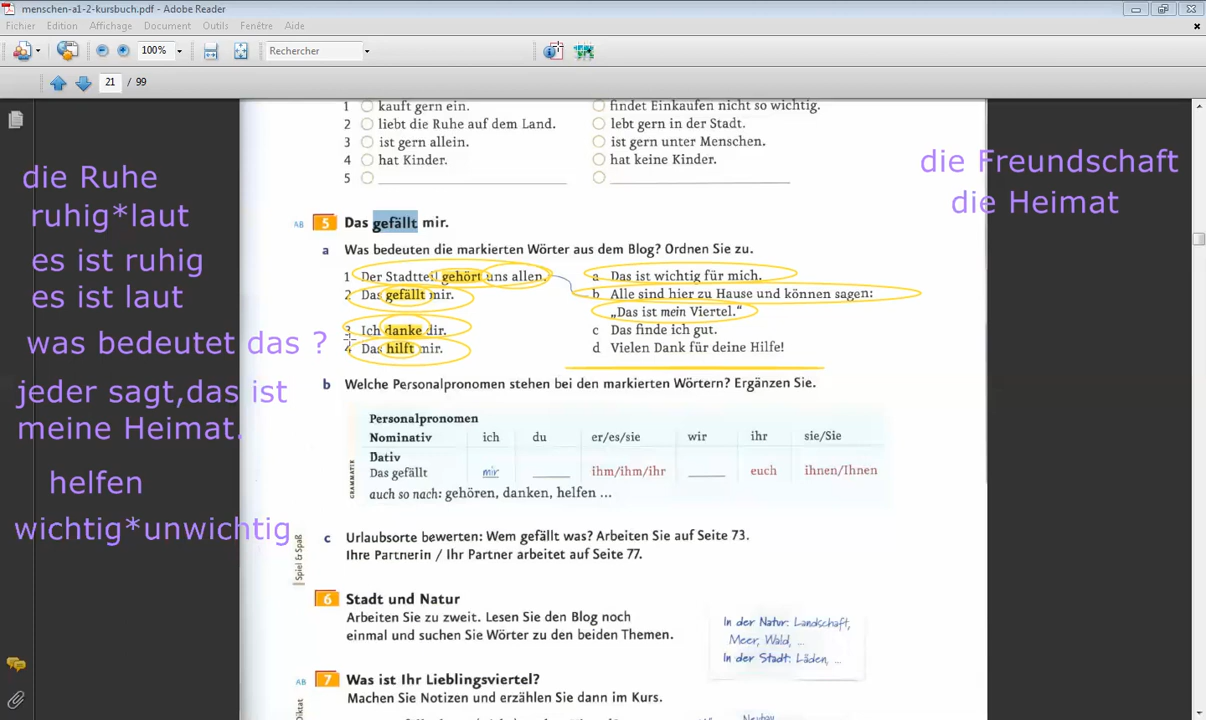 menschen-a1-2-kursbuch.pdf - Adobe Reader
Fichier Edition Affichage Document Outils Fenêtre Aide
100% Rechercher
21 / 99
1 kauft gern ein. findet Einkaufen nicht so wichtig.
2 liebt die Ruhe auf dem Land. lebt gern in der Stadt.
3 ist gern allein. ist gern unter Menschen.
4 hat Kinder. hat keine Kinder.
5
die Ruhe
ruhig*laut
es ist ruhig
es ist laut
was bedeutet das ?
jeder sagt,das ist
meine Heimat.
helfen
wichtig*unwichtig
die Freundschaft
die Heimat
AB 5 Das gefällt mir.
a Was bedeuten die markierten Wörter aus dem Blog? Ordnen Sie zu.
1 Der Stadtteil gehört uns allen. a Das ist wichtig für mich.
2 Das gefällt mir. b Alle sind hier zu Hause und können sagen:
„Das ist mein Viertel."
3 Ich danke dir. c Das finde ich gut.
4 Das hilft mir. d Vielen Dank für deine Hilfe!
b Welche Personalpronomen stehen bei den markierten Wörtern? Ergänzen Sie.
GRAMMATIK
Personalpronomen
Nominativ ich du er/es/sie wir ihr sie/Sie
Dativ
Das gefällt mir ______ ihm/ihm/ihr ______ euch ihnen/Ihnen
auch so nach: gehören, danken, helfen ...
Spiel & Spaß
c Urlaubsorte bewerten: Wem gefällt was? Arbeiten Sie auf Seite 73.
Ihre Partnerin / Ihr Partner arbeitet auf Seite 77.
6 Stadt und Natur
Arbeiten Sie zu zweit. Lesen Sie den Blog noch
einmal und suchen Sie Wörter zu den beiden Themen.
In der Natur: Landschaft,
Meer, Wald, ...
In der Stadt: Läden, ...
AB 7 Was ist Ihr Lieblingsviertel?
Diktat
Machen Sie Notizen und erzählen Sie dann im Kurs.